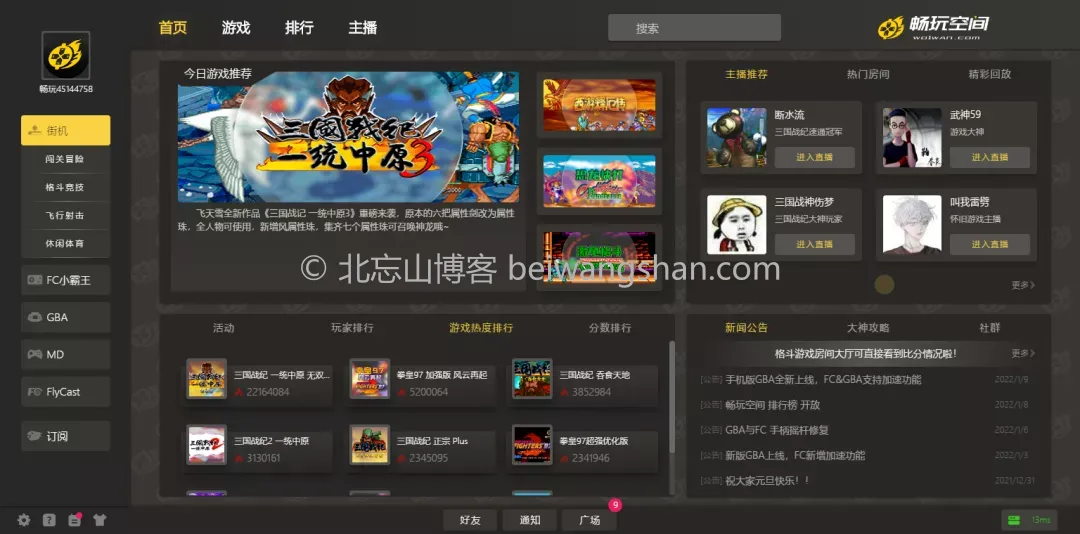 首页
游戏
排行
主播
搜索
畅玩空间
WO1WAN.COM
畅玩45144758
街机
闯关冒险
格斗竞技
飞行射击
休闲体育
FC小霸王
GBA
MD
FlyCast
订阅
今日游戏推荐
三國戰紀
一统中原3
飞天雪全新作品《三国战记 一统中原3》重磅来袭，原本的六把属性剑改为属性
珠，全人物可使用，新增风属性珠，集齐七个属性珠可召唤神龙哦~
主播推荐
热门房间
精彩回放
断水流
三国战纪速通冠军
进入直播
武神59
游戏大神
进入直播
三国战神伤梦
三国战纪大神玩家
进入直播
叫我雷劈
怀旧游戏主播
进入直播
更多
© 北忘山博客 beiwangshan.com
活动
玩家排行
游戏热度排行
分数排行
三国战纪 一统中原 无双...
22164084
拳皇97 加强版 风云再起
5200064
三国战纪 吞食天地
3852984
三国战纪2 一统中原
3130161
三国战纪 正宗 Plus
2345095
拳皇97超强优化版
2341946
新闻公告
大神攻略
社群
格斗游戏房间大厅可直接看到比分情况啦！
更多
[公告] 手机版GBA全新上线，FC&GBA支持加速功能
2022/1/9
[公告] 畅玩空间 排行榜 开放
2022/1/8
[公告] GBA与FC 手柄摇杆修复
2022/1/6
[公告] 新版GBA上线，FC新增加速功能
2022/1/3
[公告] 祝大家元旦快乐！！
2021/12/31
好友
通知
广场
9
13ms